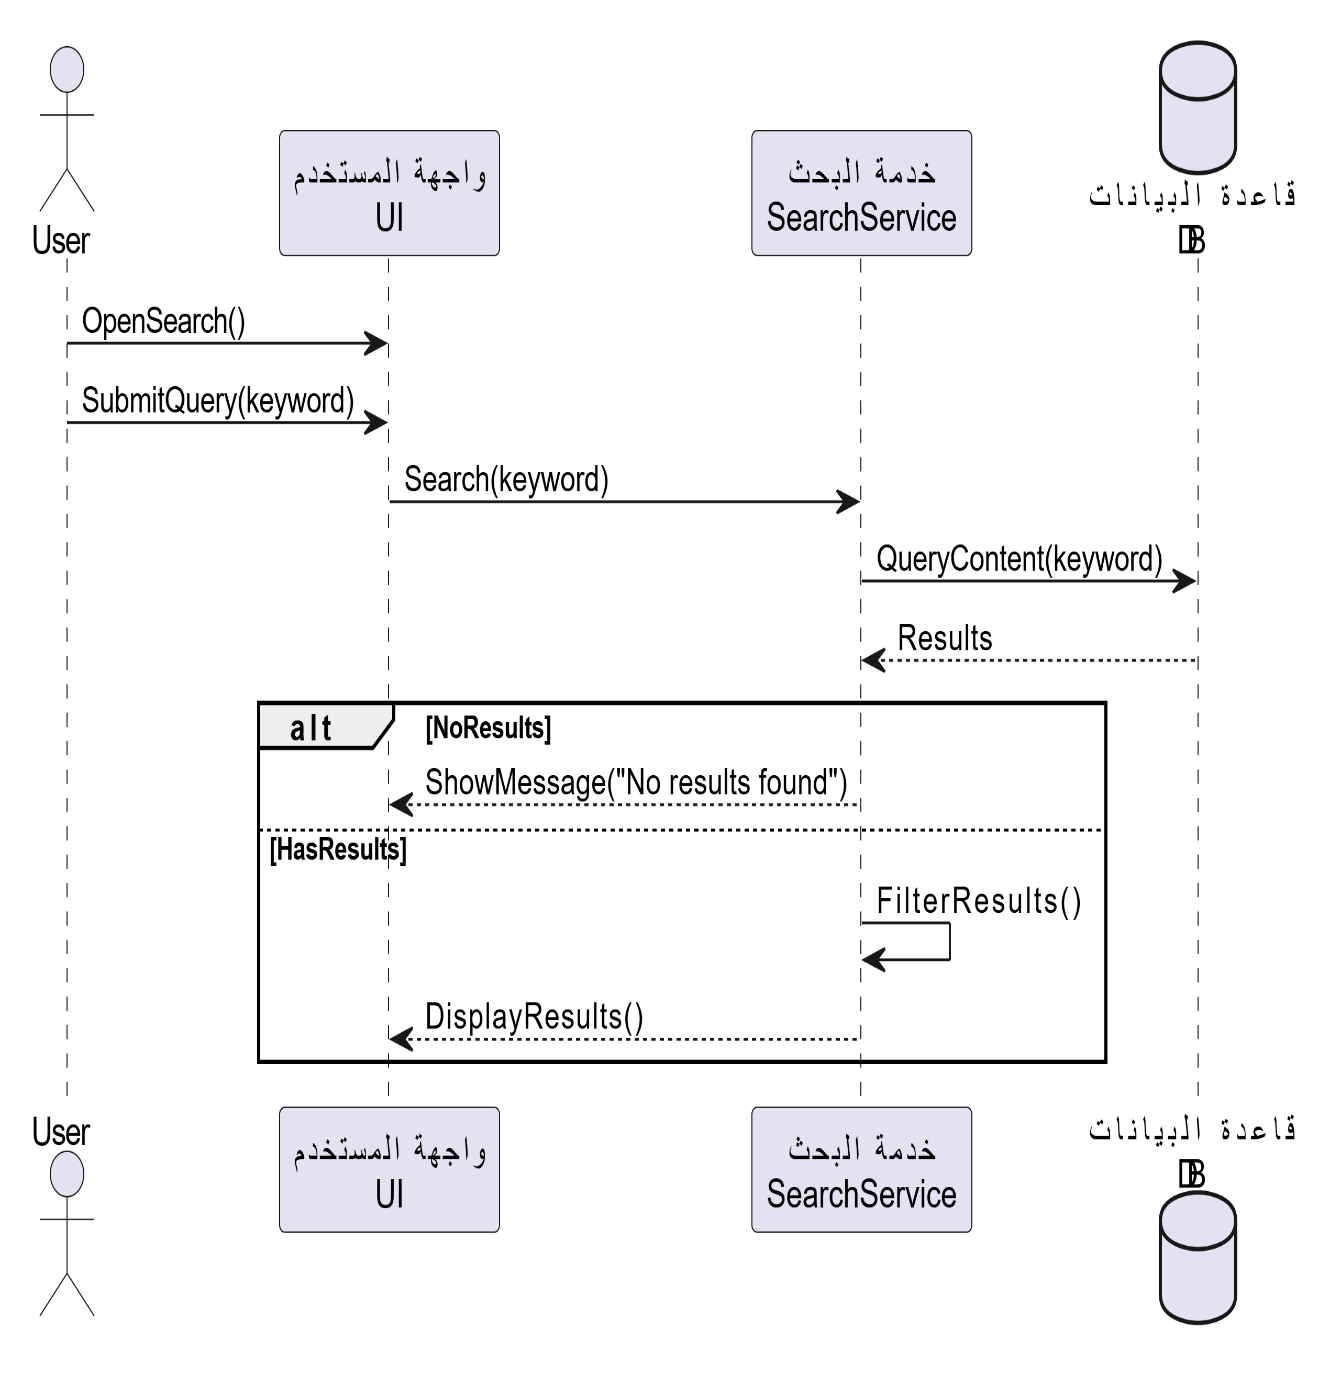 User
واجهة المستخدم
UI
خدمة البحث
SearchService
قاعدة البيانات
DB
OpenSearch()
SubmitQuery(keyword)
Search(keyword)
QueryContent(keyword)
Results
alt [NoResults]
ShowMessage("No results found")
[HasResults]
FilterResults()
DisplayResults()
User
واجهة المستخدم
UI
خدمة البحث
SearchService
قاعدة البيانات
DB